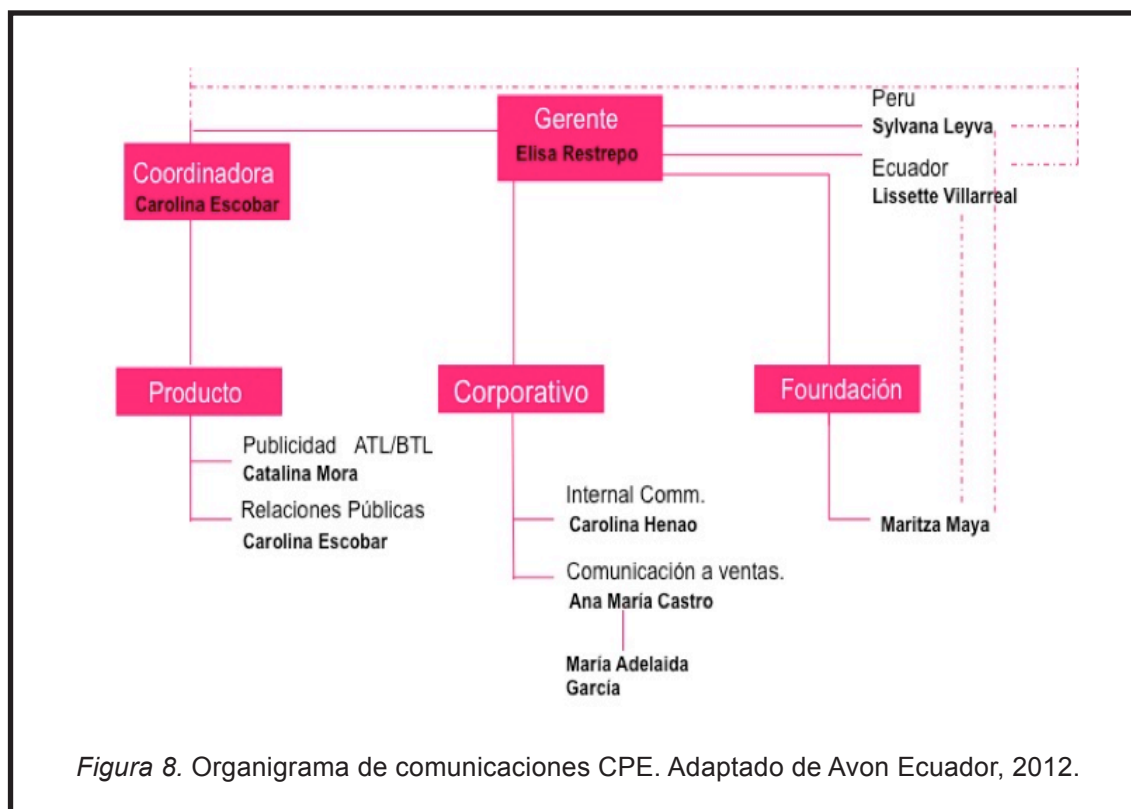 Gerente
Elisa Restrepo
Peru
Sylvana Leyva
Ecuador
Lissette Villarreal
Coordinadora
Carolina Escobar
Producto
Publicidad ATL/BTL
Catalina Mora
Relaciones Públicas
Carolina Escobar
Corporativo
Internal Comm.
Carolina Henao
Comunicación a ventas.
Ana María Castro
María Adelaida
García
Foundación
Maritza Maya
Figura 8. Organigrama de comunicaciones CPE. Adaptado de Avon Ecuador, 2012.